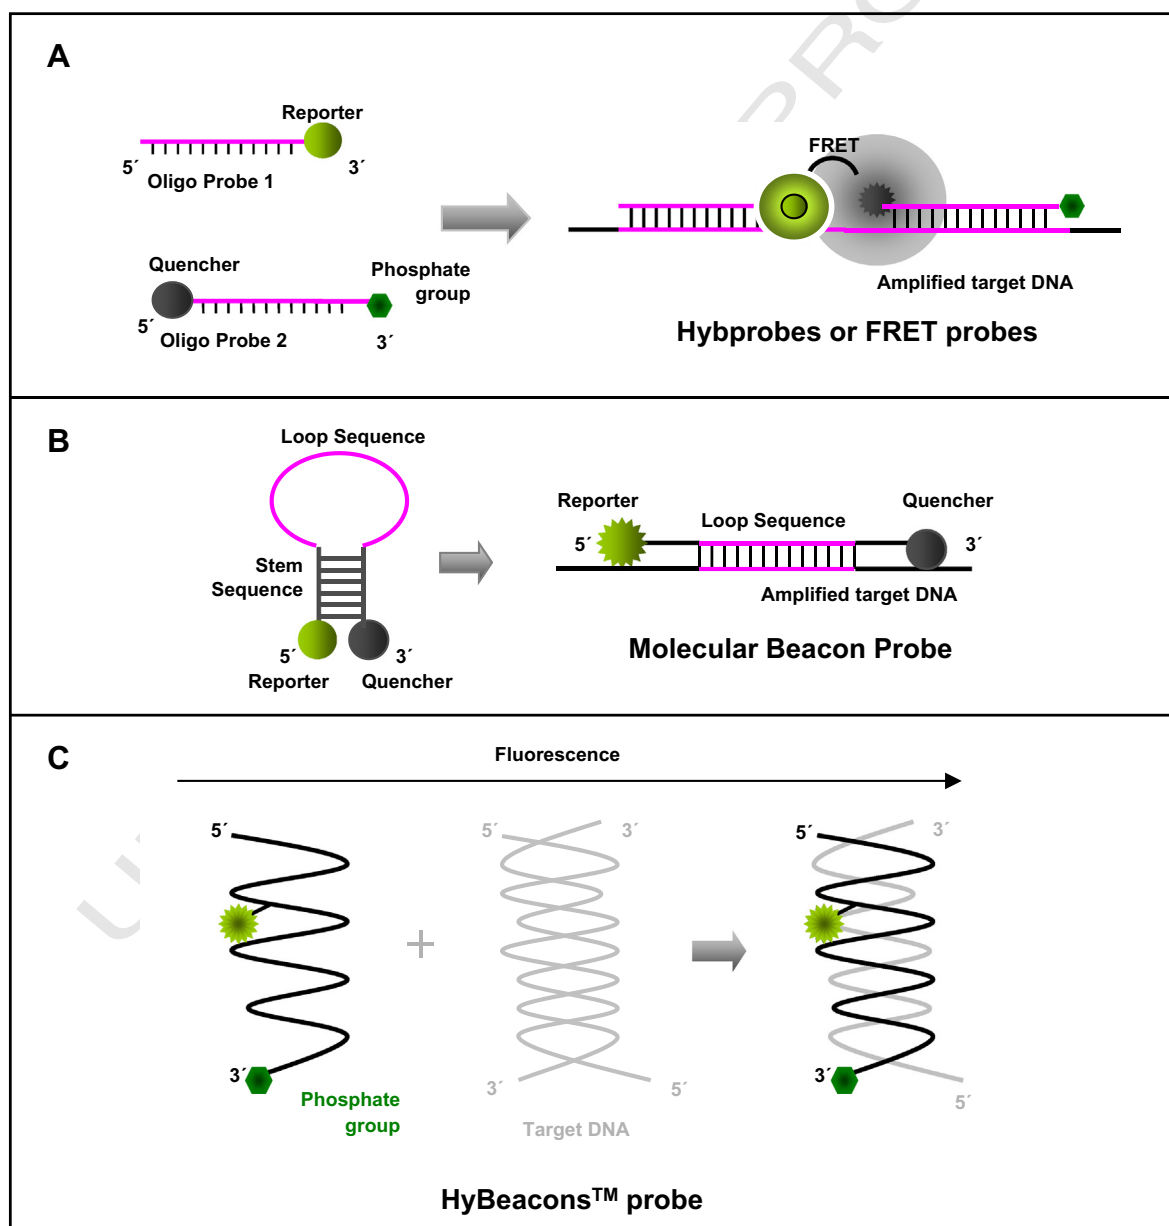 A
Reporter
5´
3´
Oligo Probe 1
Quencher
Phosphate
group
5´
Oligo Probe 2
3´
FRET
Amplified target DNA
Hybprobes or FRET probes
B
Loop Sequence
Stem
Sequence
5´
3´
Reporter
Quencher
Reporter
Quencher
5´
Loop Sequence
3´
Amplified target DNA
Molecular Beacon Probe
C
Fluorescence
5´
3´
Phosphate
group
+
5´
3´
3´
5´
Target DNA
5´
3´
3´
5´
HyBeacons™ probe